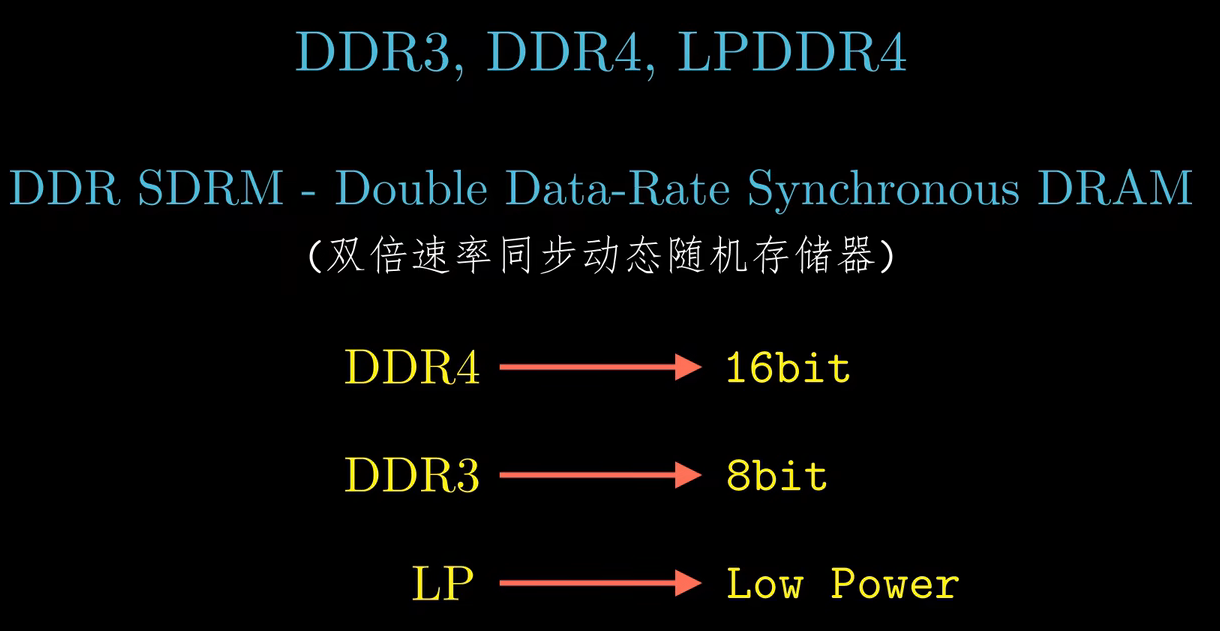 DDR3, DDR4, LPDDR4
DDR SDRM - Double Data-Rate Synchronous DRAM
(双倍速率同步动态随机存储器)
DDR4 16bit
DDR3 8bit
LP Low Power